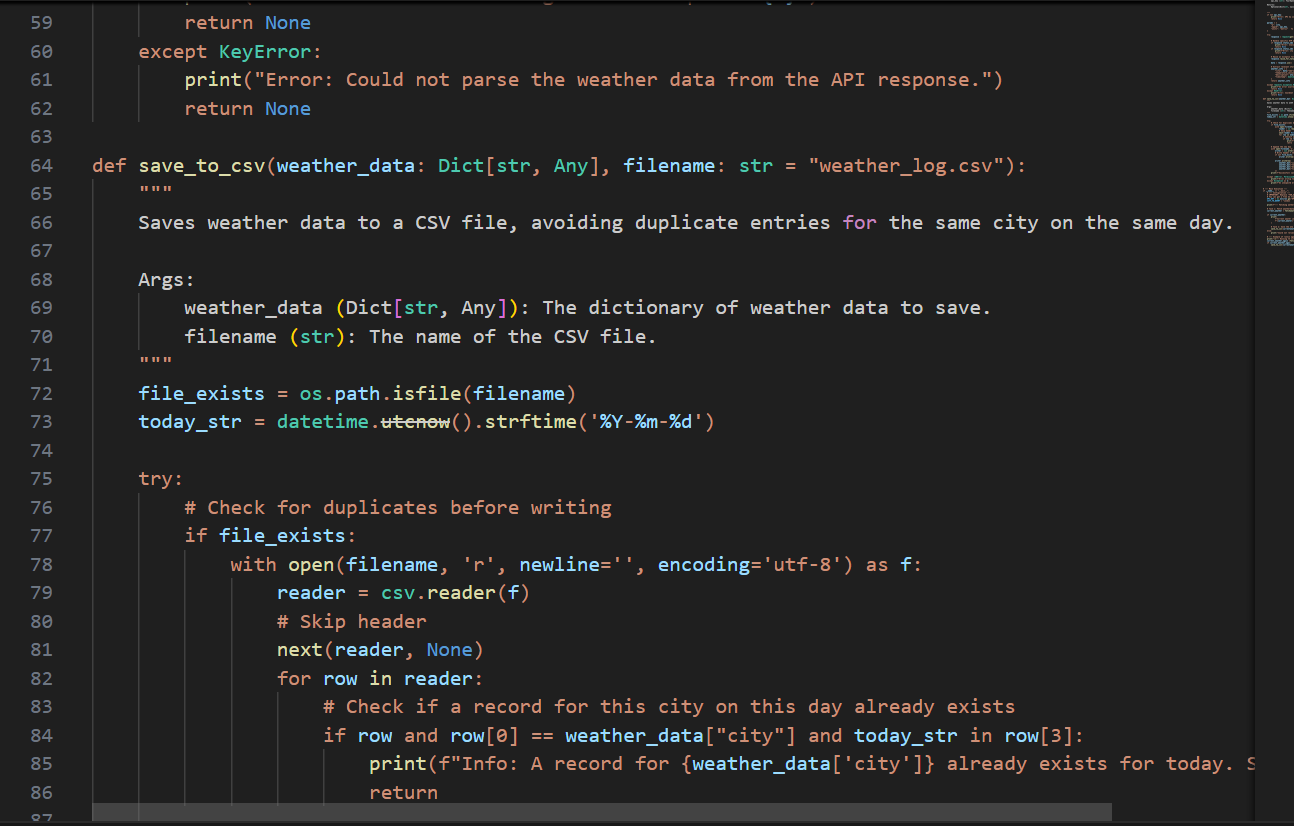 59 return None
60 except KeyError:
61 print("Error: Could not parse the weather data from the API response.")
62 return None
63
64 def save_to_csv(weather_data: Dict[str, Any], filename: str = "weather_log.csv"):
65 """
66 Saves weather data to a CSV file, avoiding duplicate entries for the same city on the same day.
67
68 Args:
69 weather_data (Dict[str, Any]): The dictionary of weather data to save.
70 filename (str): The name of the CSV file.
71 """
72 file_exists = os.path.isfile(filename)
73 today_str = datetime.utcnow().strftime('%Y-%m-%d')
74
75 try:
76 # Check for duplicates before writing
77 if file_exists:
78 with open(filename, 'r', newline='', encoding='utf-8') as f:
79 reader = csv.reader(f)
80 # Skip header
81 next(reader, None)
82 for row in reader:
83 # Check if a record for this city on this day already exists
84 if row and row[0] == weather_data["city"] and today_str in row[3]:
85 print(f"Info: A record for {weather_data['city']} already exists for today. S
86 return
87